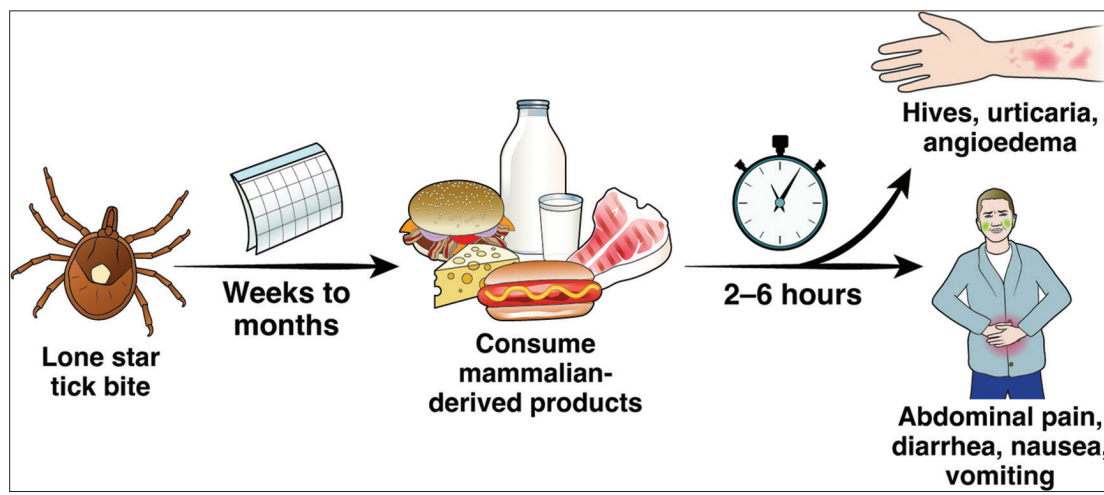 Lone star
tick bite
Weeks to
months
Consume
mammalian-
derived products
2–6 hours
Hives, urticaria,
angioedema
Abdominal pain,
diarrhea, nausea,
vomiting